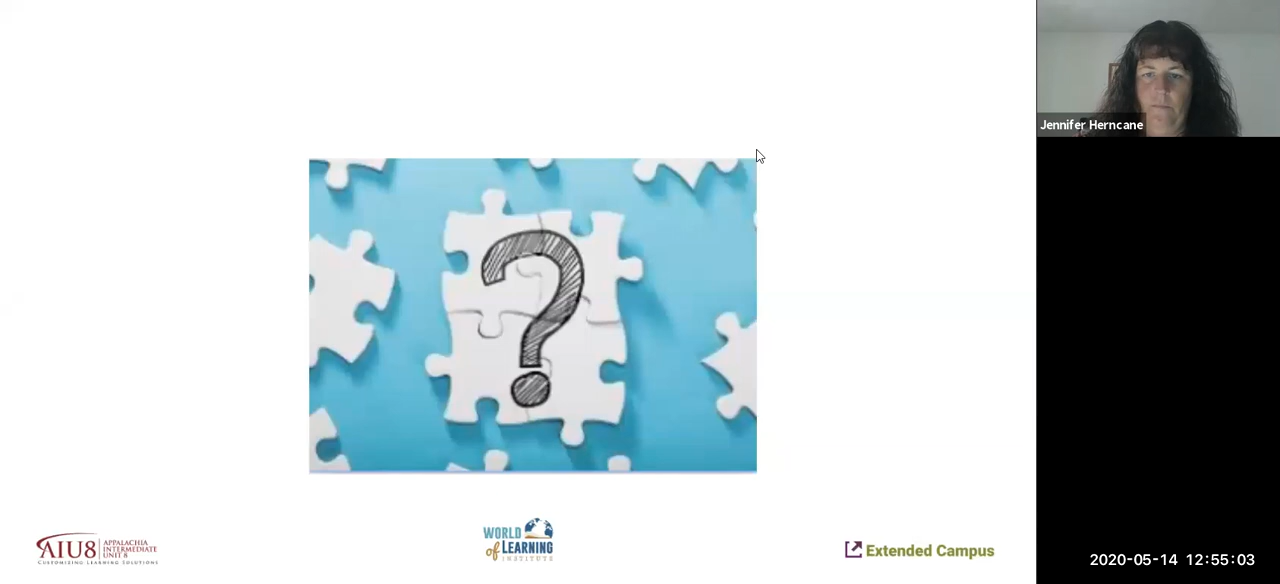 ?
Jennifer Herncane
AIU8
APPALACHIA
INTERMEDIATE
UNIT 8
CUSTOMIZING LEARNING SOLUTIONS
WORLD
of LEARNING
INSTITUTE
Extended Campus
2020-05-14 12:55:03